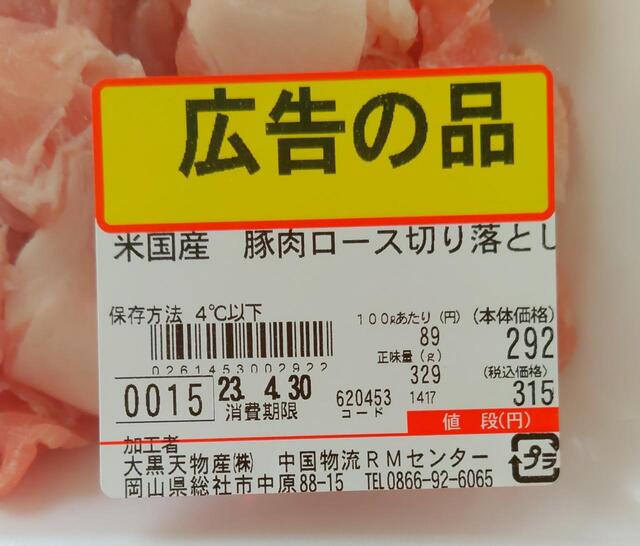 広告の品
米国産 豚肉ロース切り落とし
保存方法 4℃以下
100gあたり(円) (本体価格)
89 292
正味量(g) (税込価格)
0261453002922
329 315
0015 23. 4.30 620453 1417
消費期限 コード 値 段(円)
加工者
大黒天物産㈱ 中国物流RMセンター
岡山県総社市中原88-15 TEL0866-92-6065
プラ